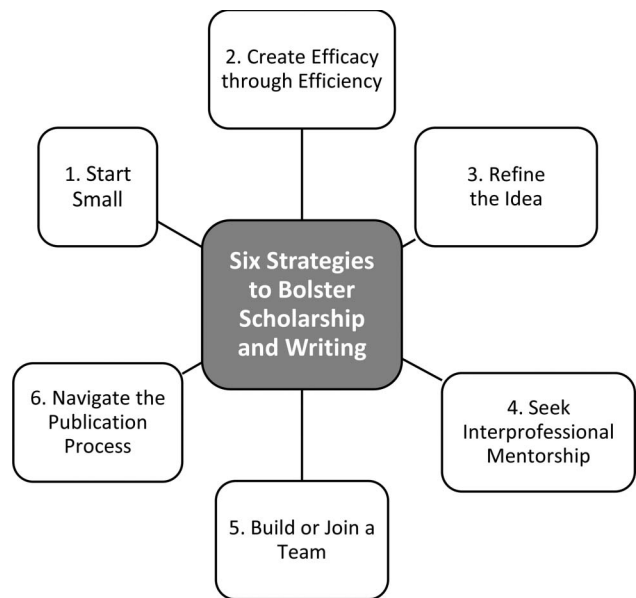 2. Create Efficacy
through Efficiency
1. Start
Small
3. Refine
the Idea
Six Strategies
to Bolster
Scholarship
and Writing
6. Navigate the
Publication
Process
4. Seek
Interprofessional
Mentorship
5. Build or Join a
Team